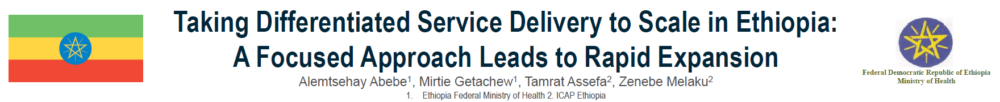 Taking Differentiated Service Delivery to Scale in Ethiopia:
A Focused Approach Leads to Rapid Expansion
Alemtsehay Abebe¹, Mirtie Getachew¹, Tamrat Assefa², Zenebe Melaku²
1. Ethiopia Federal Ministry of Health 2. ICAP Ethiopia
Federal Democratic Republic of Ethiopia
Ministry of Health